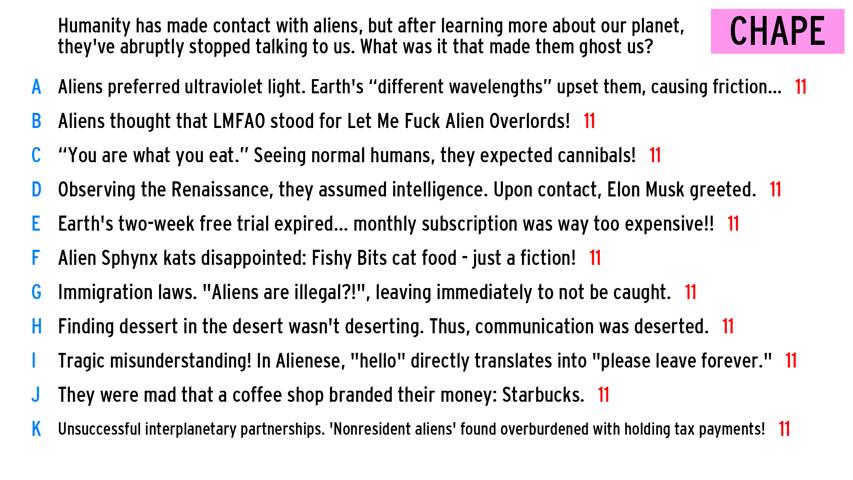 Humanity has made contact with aliens, but after learning more about our planet,
they've abruptly stopped talking to us. What was it that made them ghost us?
CHAPE
A Aliens preferred ultraviolet light. Earth's “different wavelengths” upset them, causing friction... 11
B Aliens thought that LMFAO stood for Let Me Fuck Alien Overlords! 11
C “You are what you eat.” Seeing normal humans, they expected cannibals! 11
D Observing the Renaissance, they assumed intelligence. Upon contact, Elon Musk greeted. 11
E Earth's two-week free trial expired... monthly subscription was way too expensive!! 11
F Alien Sphynx kats disappointed: Fishy Bits cat food - just a fiction! 11
G Immigration laws. "Aliens are illegal?!", leaving immediately to not be caught. 11
H Finding dessert in the desert wasn't deserting. Thus, communication was deserted. 11
I Tragic misunderstanding! In Alienese, "hello" directly translates into "please leave forever." 11
J They were mad that a coffee shop branded their money: Starbucks. 11
K Unsuccessful interplanetary partnerships. 'Nonresident aliens' found overburdened with holding tax payments! 11